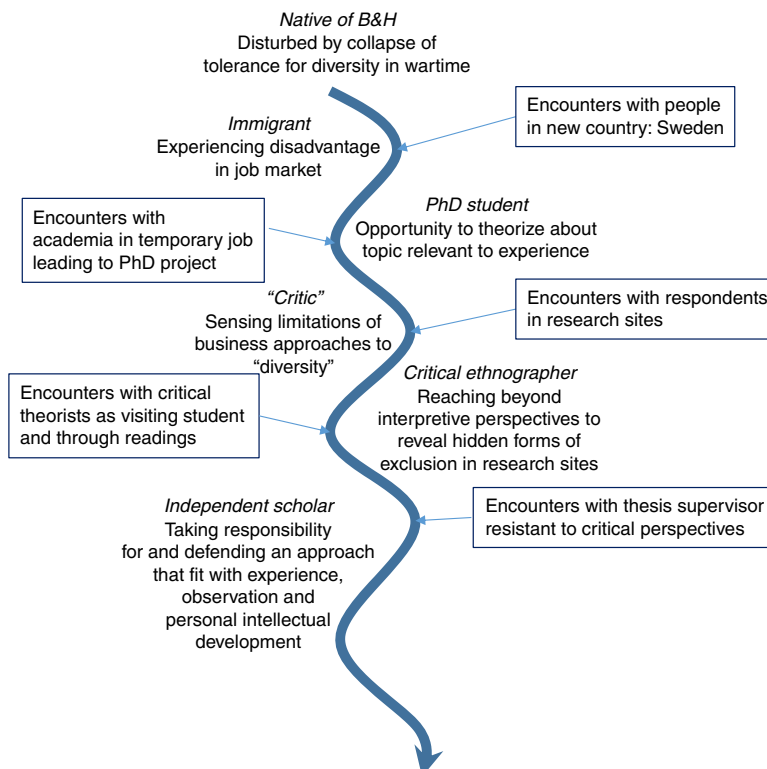 Native of B&H
Disturbed by collapse of
tolerance for diversity in wartime
Encounters with people
in new country: Sweden
Immigrant
Experiencing disadvantage
in job market
PhD student
Opportunity to theorize about
topic relevant to experience
Encounters with
academia in temporary job
leading to PhD project
“Critic”
Sensing limitations of
business approaches to
“diversity”
Encounters with respondents
in research sites
Critical ethnographer
Reaching beyond
interpretive perspectives to
reveal hidden forms of
exclusion in research sites
Encounters with critical
theorists as visiting student
and through readings
Independent scholar
Taking responsibility
for and defending an approach
that fit with experience,
observation and
personal intellectual
development
Encounters with thesis supervisor
resistant to critical perspectives